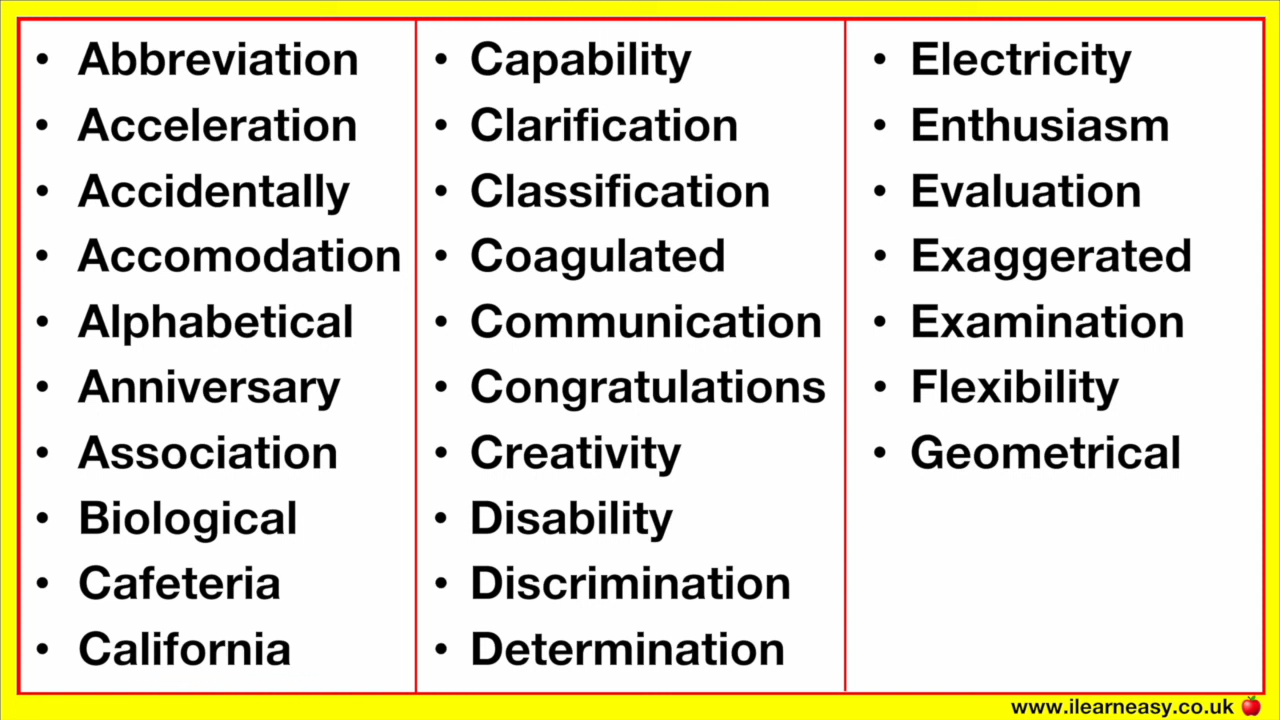 • Abbreviation
• Acceleration
• Accidentally
• Accomodation
• Alphabetical
• Anniversary
• Association
• Biological
• Cafeteria
• California
• Capability
• Clarification
• Classification
• Coagulated
• Communication
• Congratulations
• Creativity
• Disability
• Discrimination
• Determination
• Electricity
• Enthusiasm
• Evaluation
• Exaggerated
• Examination
• Flexibility
• Geometrical
www.ilearneasy.co.uk